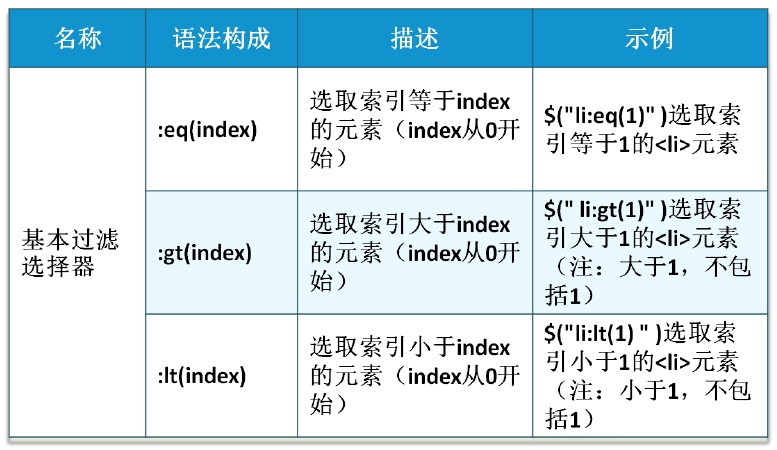 名称
语法构成
描述
示例
基本过滤
选择器
:eq(index)
选取索引等于index
的元素（index从0开
始）
$("li:eq(1)" )选取索
引等于1的<li>元素
:gt(index)
选取索引大于index
的元素（index从0开
始）
$(" li:gt(1)" )选取索
引大于1的<li>元素
（注：大于1，不包
括1）
:lt(index)
选取索引小于index
的元素（index从0开
始）
$("li:lt(1) " )选取索
引小于1的<li>元素
（注：小于1，不包
括1）